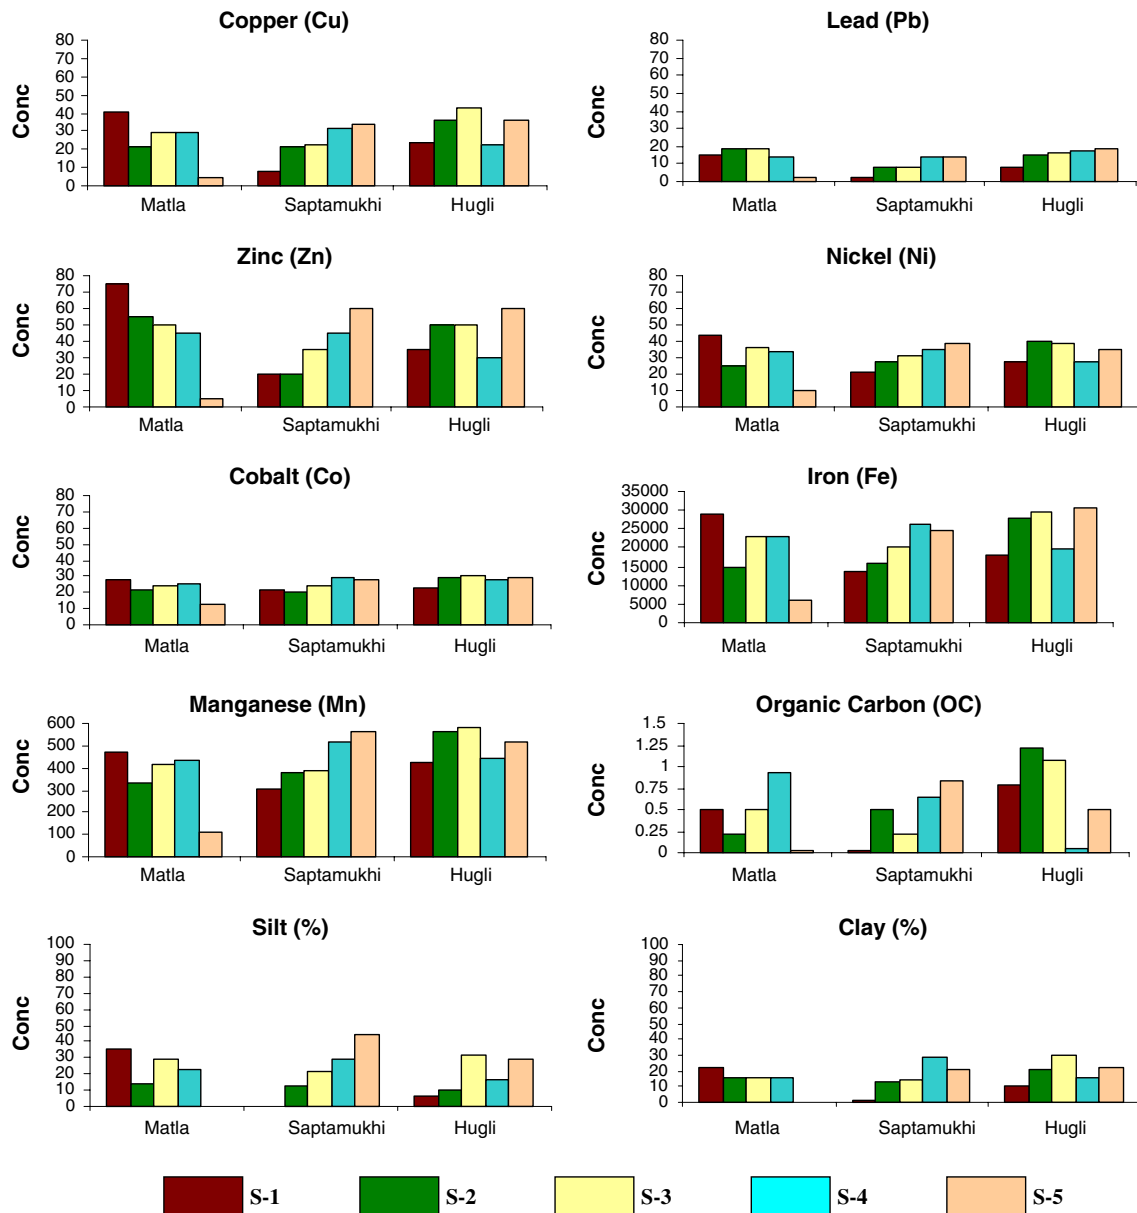 Copper (Cu)
Conc
80
70
60
50
40
30
20
10
0
Matla Saptamukhi Hugli
Lead (Pb)
Conc
80
70
60
50
40
30
20
10
0
Matla Saptamukhi Hugli
Zinc (Zn)
Conc
80
70
60
50
40
30
20
10
0
Matla Saptamukhi Hugli
Nickel (Ni)
Conc
80
70
60
50
40
30
20
10
0
Matla Saptamukhi Hugli
Cobalt (Co)
Conc
80
70
60
50
40
30
20
10
0
Matla Saptamukhi Hugli
Iron (Fe)
Conc
35000
30000
25000
20000
15000
10000
5000
0
Matla Saptamukhi Hugli
Manganese (Mn)
Conc
600
500
400
300
200
100
0
Matla Saptamukhi Hugli
Organic Carbon (OC)
Conc
1.5
1.25
1
0.75
0.5
0.25
0
Matla Saptamukhi Hugli
Silt (%)
Conc
100
90
80
70
60
50
40
30
20
10
0
Matla Saptamukhi Hugli
Clay (%)
Conc
100
90
80
70
60
50
40
30
20
10
0
Matla Saptamukhi Hugli
S-1 S-2 S-3 S-4 S-5